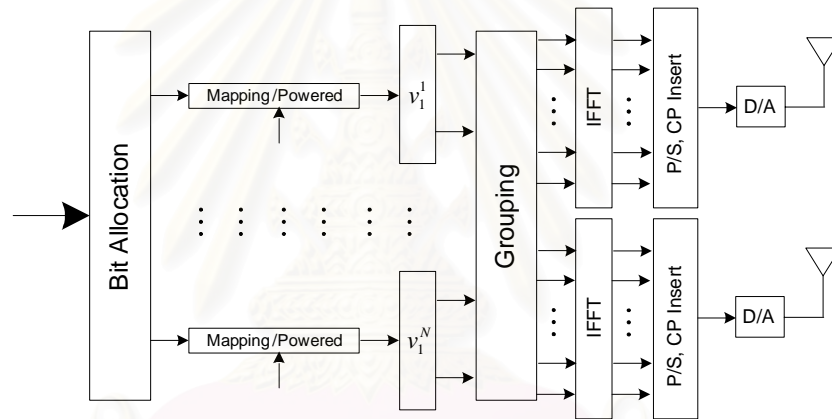 Bit Allocation
Mapping/Powered
v_1^1
Grouping
IFFT
P/S, CP Insert
D/A
Mapping/Powered
v_1^N
IFFT
P/S, CP Insert
D/A